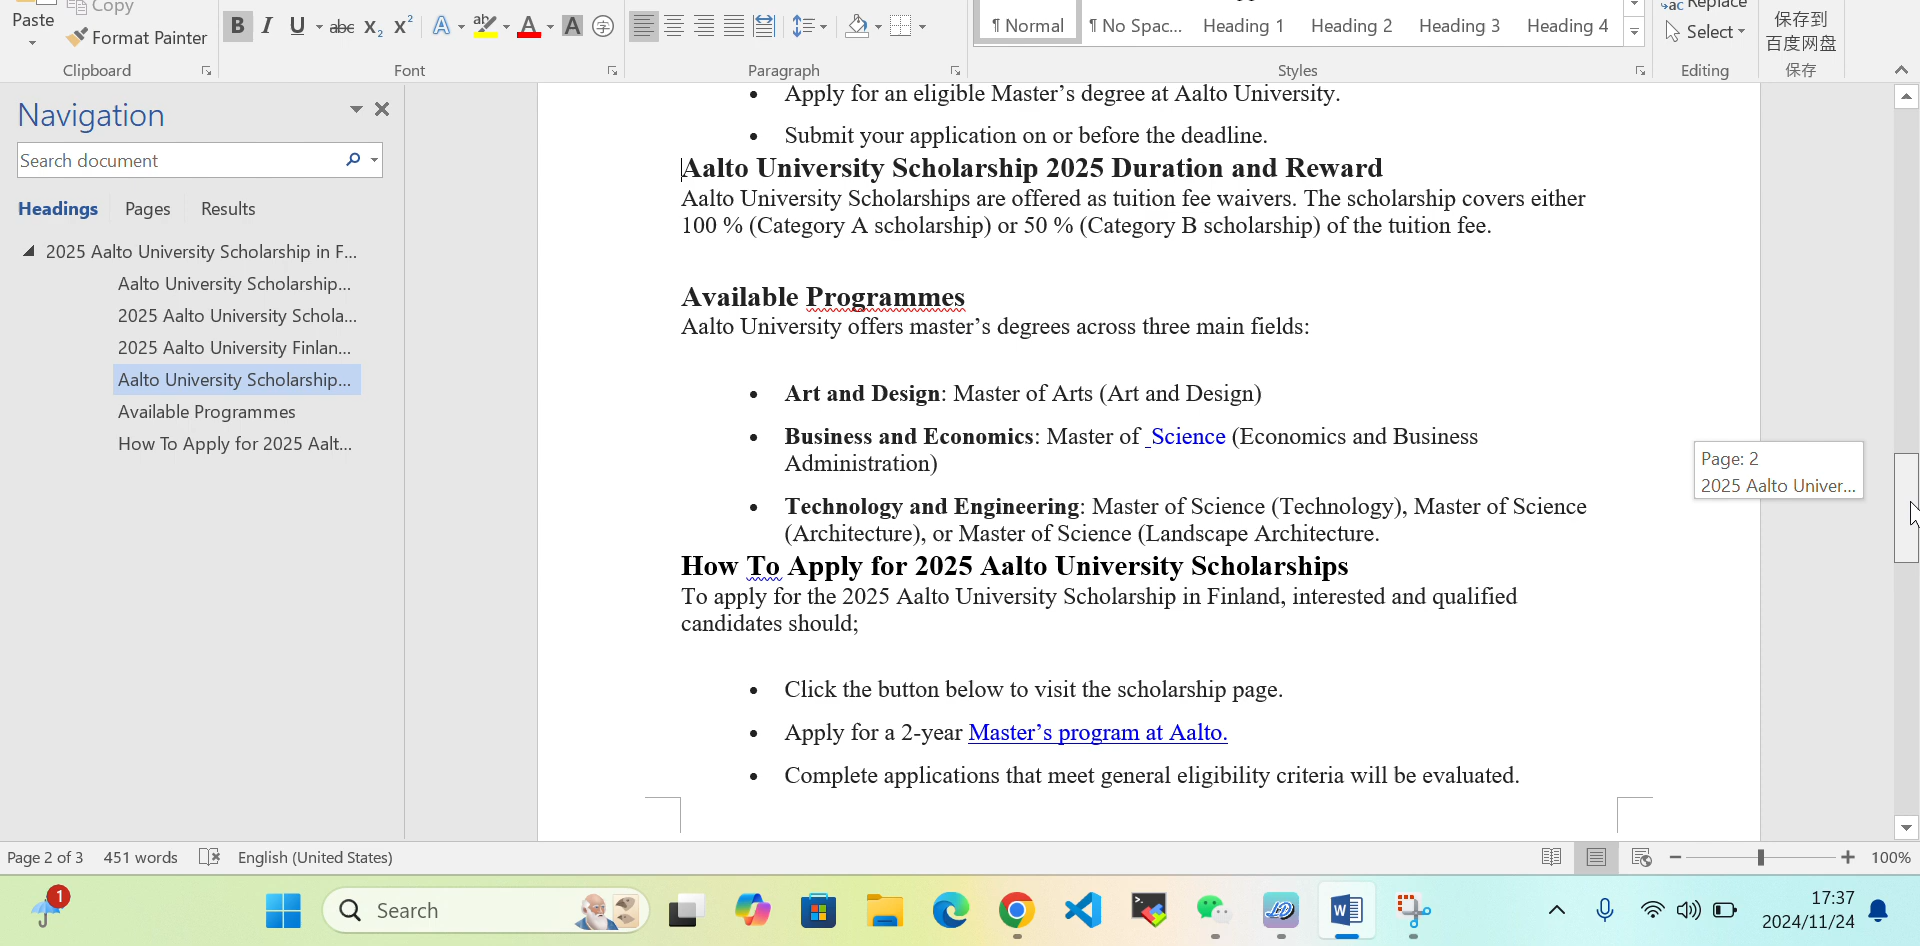 Paste
Copy
Format Painter
Clipboard
B I U abc X₂ X² A ab A A 字
Font
Paragraph
¶ Normal
¶ No Spac...
Heading 1
Heading 2
Heading 3
Heading 4
Styles
Replace
Select
Editing
保存到
百度网盘
保存
Navigation
Search document
Headings Pages Results
2025 Aalto University Scholarship in F...
Aalto University Scholarship...
2025 Aalto University Schola...
2025 Aalto University Finlan...
Aalto University Scholarship...
Available Programmes
How To Apply for 2025 Aalt...
• Apply for an eligible Master’s degree at Aalto University.
• Submit your application on or before the deadline.
Aalto University Scholarship 2025 Duration and Reward
Aalto University Scholarships are offered as tuition fee waivers. The scholarship covers either
100 % (Category A scholarship) or 50 % (Category B scholarship) of the tuition fee.
Available Programmes
Aalto University offers master’s degrees across three main fields:
• Art and Design: Master of Arts (Art and Design)
• Business and Economics: Master of Science (Economics and Business
Administration)
• Technology and Engineering: Master of Science (Technology), Master of Science
(Architecture), or Master of Science (Landscape Architecture.
How To Apply for 2025 Aalto University Scholarships
To apply for the 2025 Aalto University Scholarship in Finland, interested and qualified
candidates should;
• Click the button below to visit the scholarship page.
• Apply for a 2-year Master’s program at Aalto.
• Complete applications that meet general eligibility criteria will be evaluated.
Page: 2
2025 Aalto Univer...
Page 2 of 3 451 words English (United States) 100%
1
Search
17:37
2024/11/24